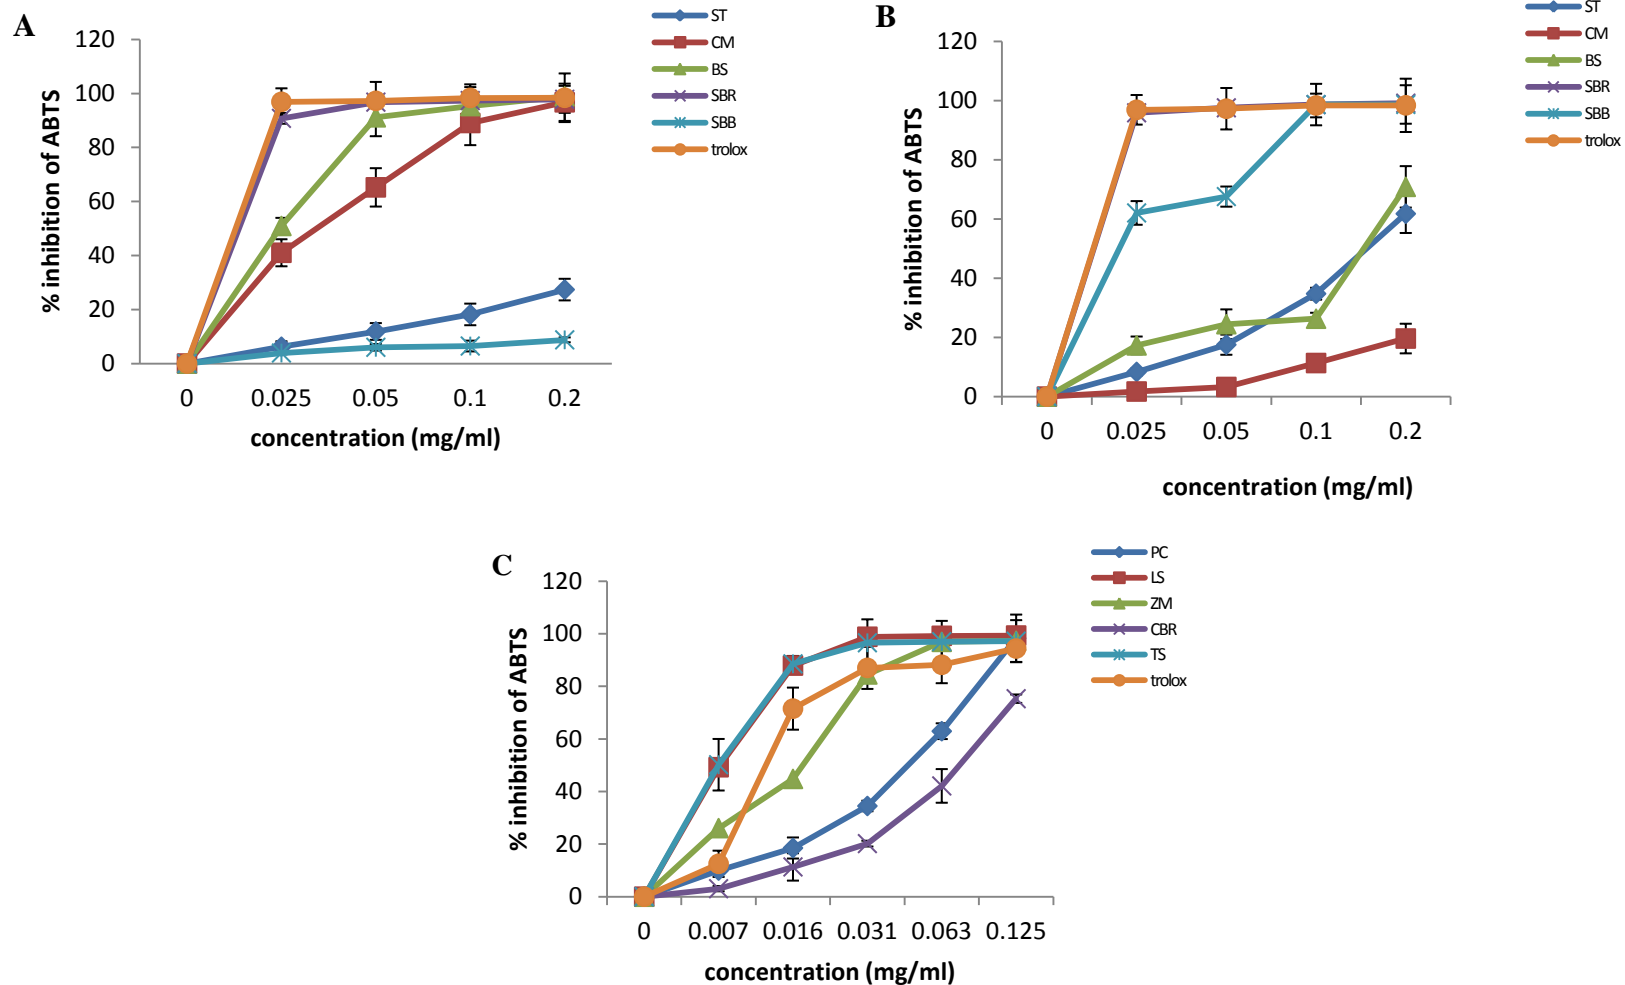 A
% inhibition of ABTS
120
100
80
60
40
20
0
0 0.025 0.05 0.1 0.2
concentration (mg/ml)
ST
CM
BS
SBR
SBB
trolox
B
% inhibition of ABTS
120
100
80
60
40
20
0
0 0.025 0.05 0.1 0.2
concentration (mg/ml)
ST
CM
BS
SBR
SBB
trolox
C
% inhibition of ABTS
120
100
80
60
40
20
0
0 0.007 0.016 0.031 0.063 0.125
concentration (mg/ml)
PC
LS
ZM
CBR
TS
trolox